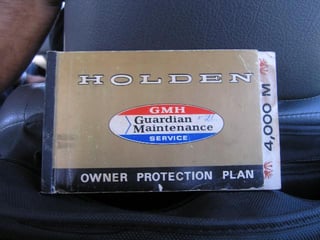 HOLDEN
GMH
Guardian
Maintenance
SERVICE
OWNER PROTECTION PLAN
4,000 M